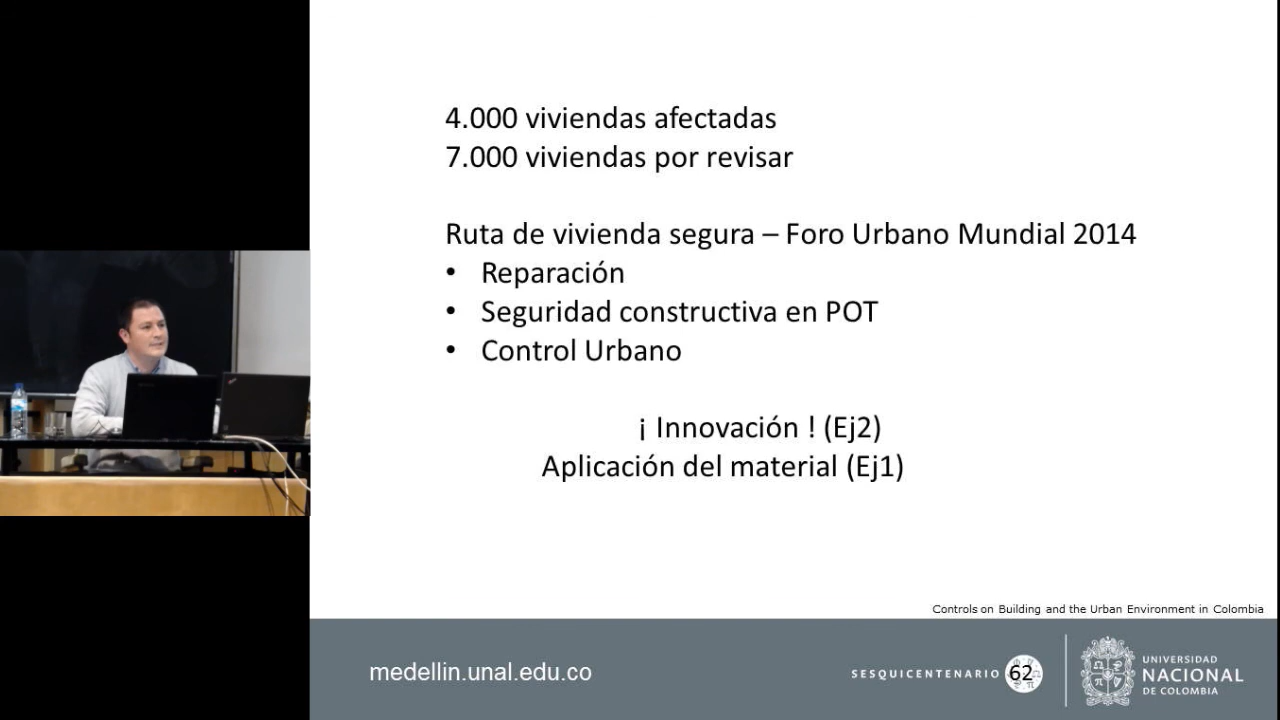 4.000 viviendas afectadas
7.000 viviendas por revisar
Ruta de vivienda segura – Foro Urbano Mundial 2014
• Reparación
• Seguridad constructiva en POT
• Control Urbano
¡ Innovación ! (Ej2)
Aplicación del material (Ej1)
Controls on Building and the Urban Environment in Colombia
medellin.unal.edu.co
SESQUICENTENARIO 62
UNIVERSIDAD
NACIONAL
DE COLOMBIA